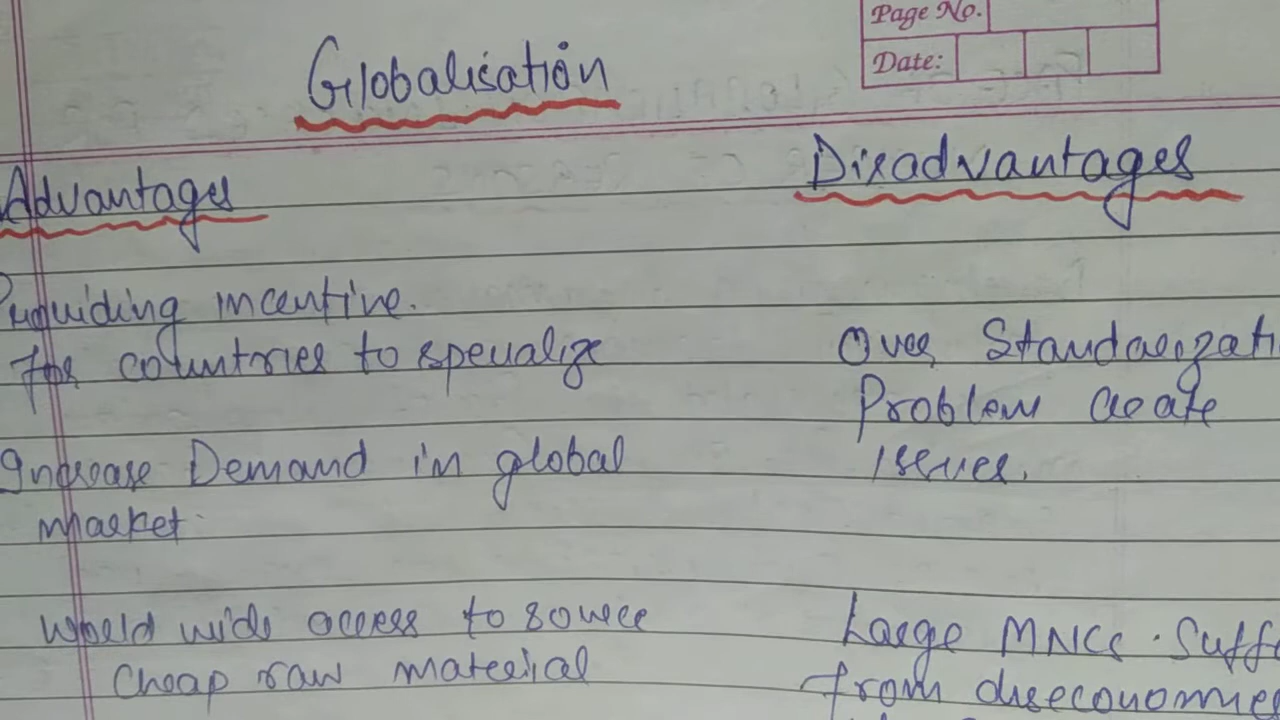 Page No.
Date:
Globalisation
Advantages
Disadvantages
Providing incentive.
for countries to specialize
Increase Demand in global
market.
World wide access to source
cheap raw material
Over Standarizati
Problem create
issues.
Large MNCs. Suff
from diseconomies